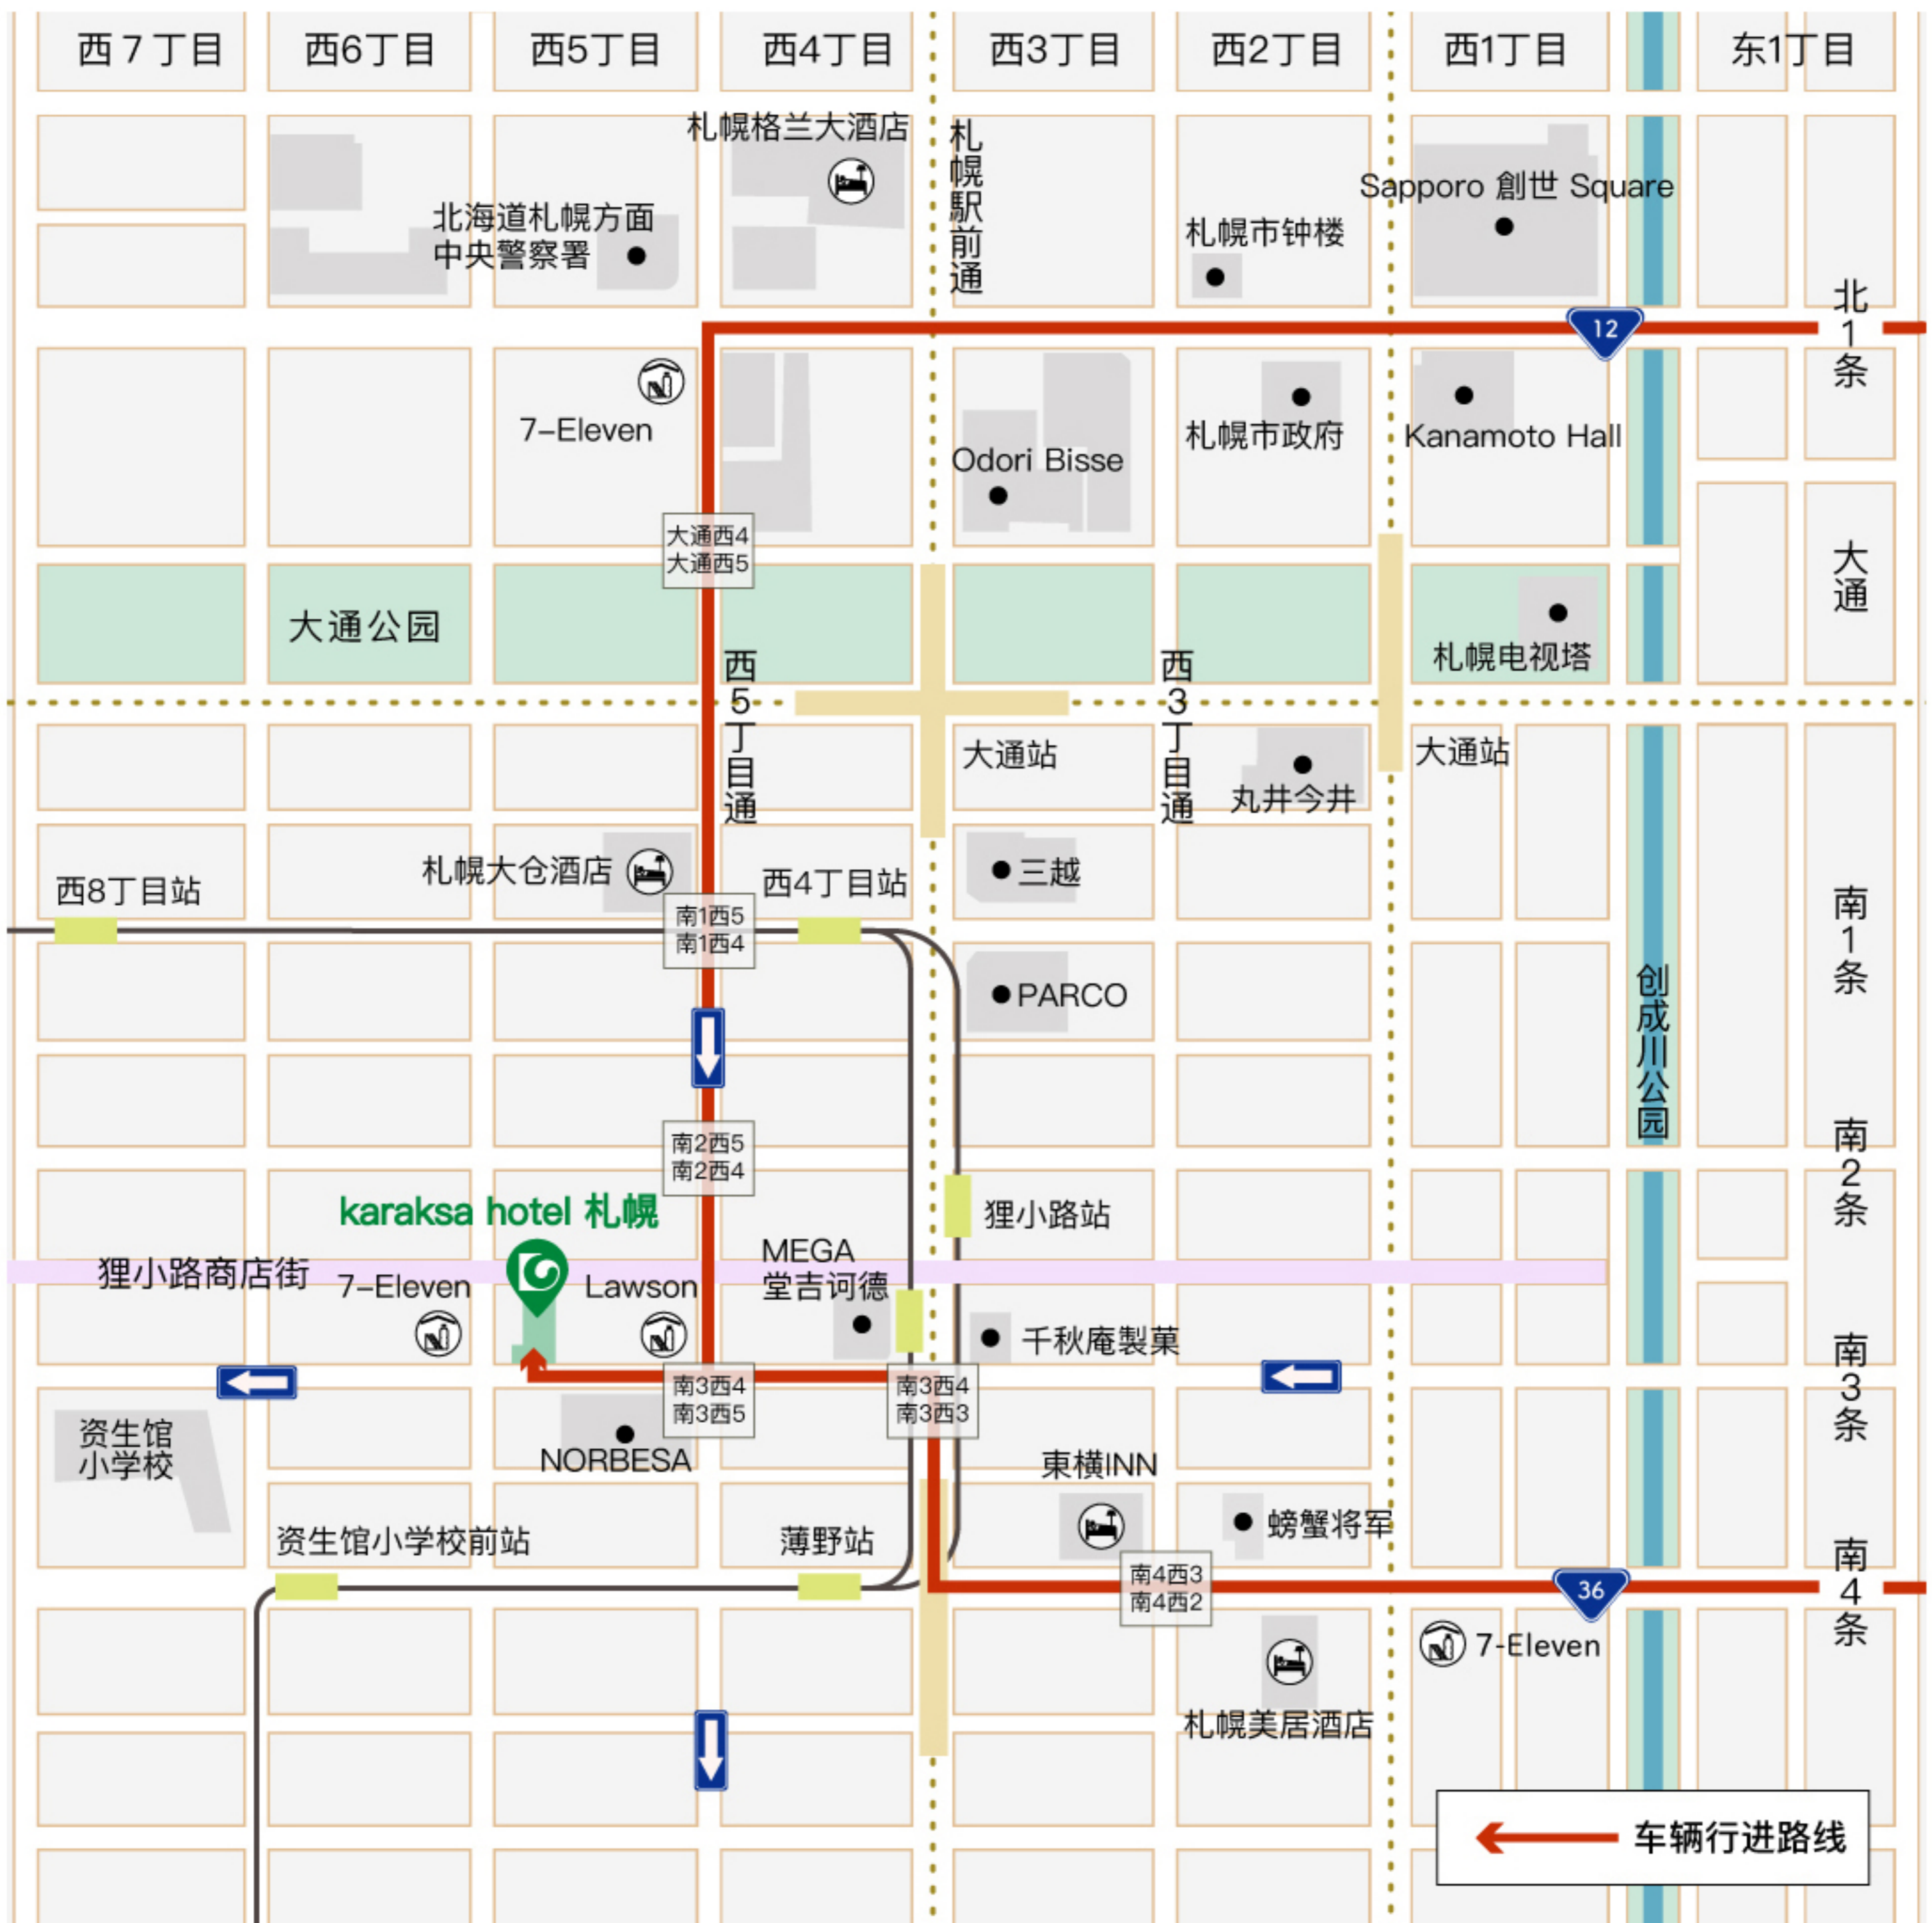 西7丁目
西6丁目
西5丁目
西4丁目
西3丁目
西2丁目
西1丁目
东1丁目
札幌格兰大酒店
札幌駅前通
Sapporo 創世 Square
北海道札幌方面
中央警察署
札幌市钟楼
北1条
12
7-Eleven
札幌市政府
Kanamoto Hall
Odori Bisse
大通西4
大通西5
大通
大通公园
札幌电视塔
西5丁目通
西3丁目通
大通站
大通站
丸井今井
札幌大仓酒店
西4丁目站
三越
西8丁目站
南1西5
南1西4
南1条
PARCO
创成川公园
南2西5
南2西4
南2条
karaksa hotel 札幌
狸小路站
狸小路商店街
7-Eleven
Lawson
MEGA
堂吉诃德
千秋庵製菓
南3西4
南3西5
南3西4
南3西3
南3条
资生馆
小学校
NORBESA
東横INN
螃蟹将军
资生馆小学校前站
薄野站
南4西3
南4西2
36
南4条
7-Eleven
札幌美居酒店
车辆行进路线